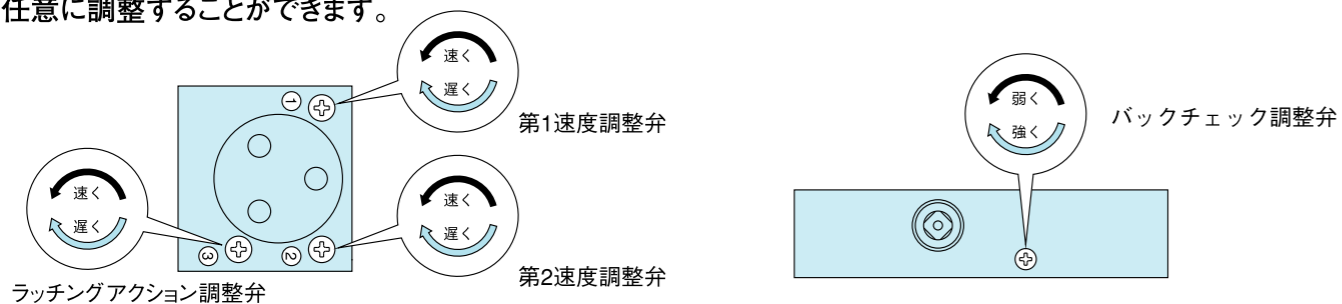 任意に調整することができます。
速く
遅く
第1速度調整弁
①
速く
遅く
ラッチングアクション調整弁
③
②
速く
遅く
第2速度調整弁
弱く
強く
バックチェック調整弁